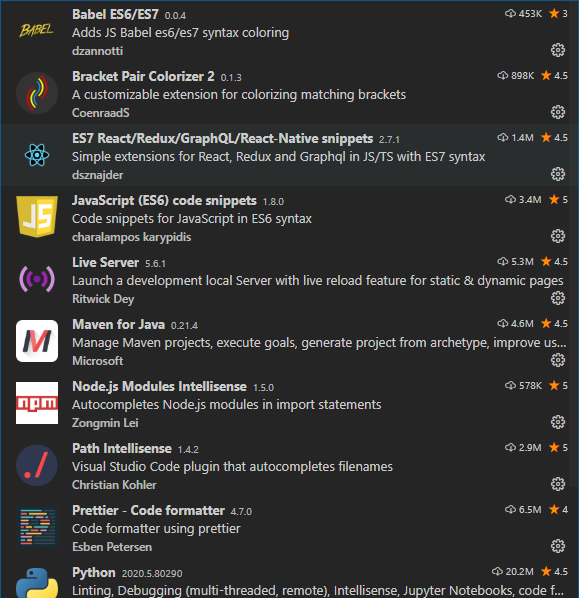 BABEL
Babel ES6/ES7 0.0.4 453K 3
Adds JS Babel es6/es7 syntax coloring
dzannotti
Bracket Pair Colorizer 2 0.1.3 898K 4.5
A customizable extension for colorizing matching brackets
CoenraadS
ES7 React/Redux/GraphQL/React-Native snippets 2.7.1 1.4M 4.5
Simple extensions for React, Redux and Graphql in JS/TS with ES7 syntax
dsznajder
JS
JavaScript (ES6) code snippets 1.8.0 3.4M 5
Code snippets for JavaScript in ES6 syntax
charalampos karypidis
Live Server 5.6.1 5.3M 4.5
Launch a development local Server with live reload feature for static & dynamic pages
Ritwick Dey
M
Maven for Java 0.21.4 4.6M 4.5
Manage Maven projects, execute goals, generate project from archetype, improve us...
Microsoft
npm
Node.js Modules Intellisense 1.5.0 578K 5
Autocompletes Node.js modules in import statements
Zongmin Lei
./
Path Intellisense 1.4.2 2.9M 5
Visual Studio Code plugin that autocompletes filenames
Christian Kohler
Prettier - Code formatter 4.7.0 6.5M 4
Code formatter using prettier
Esben Petersen
Python 2020.5.80290 20.2M 4.5
Linting, Debugging (multi-threaded, remote), Intellisense, Jupyter Notebooks, code f...